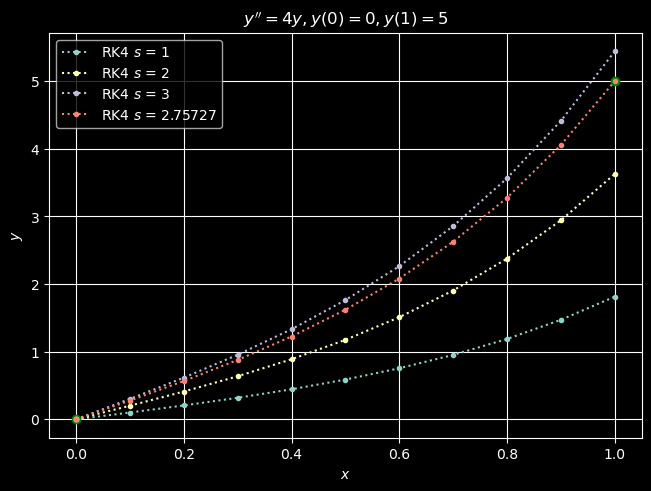 y'' = 4y, y(0) = 0, y(1) = 5
RK4 s = 1
RK4 s = 2
RK4 s = 3
RK4 s = 2.75727
5
4
3
2
1
0
y
0.0 0.2 0.4 0.6 0.8 1.0
x